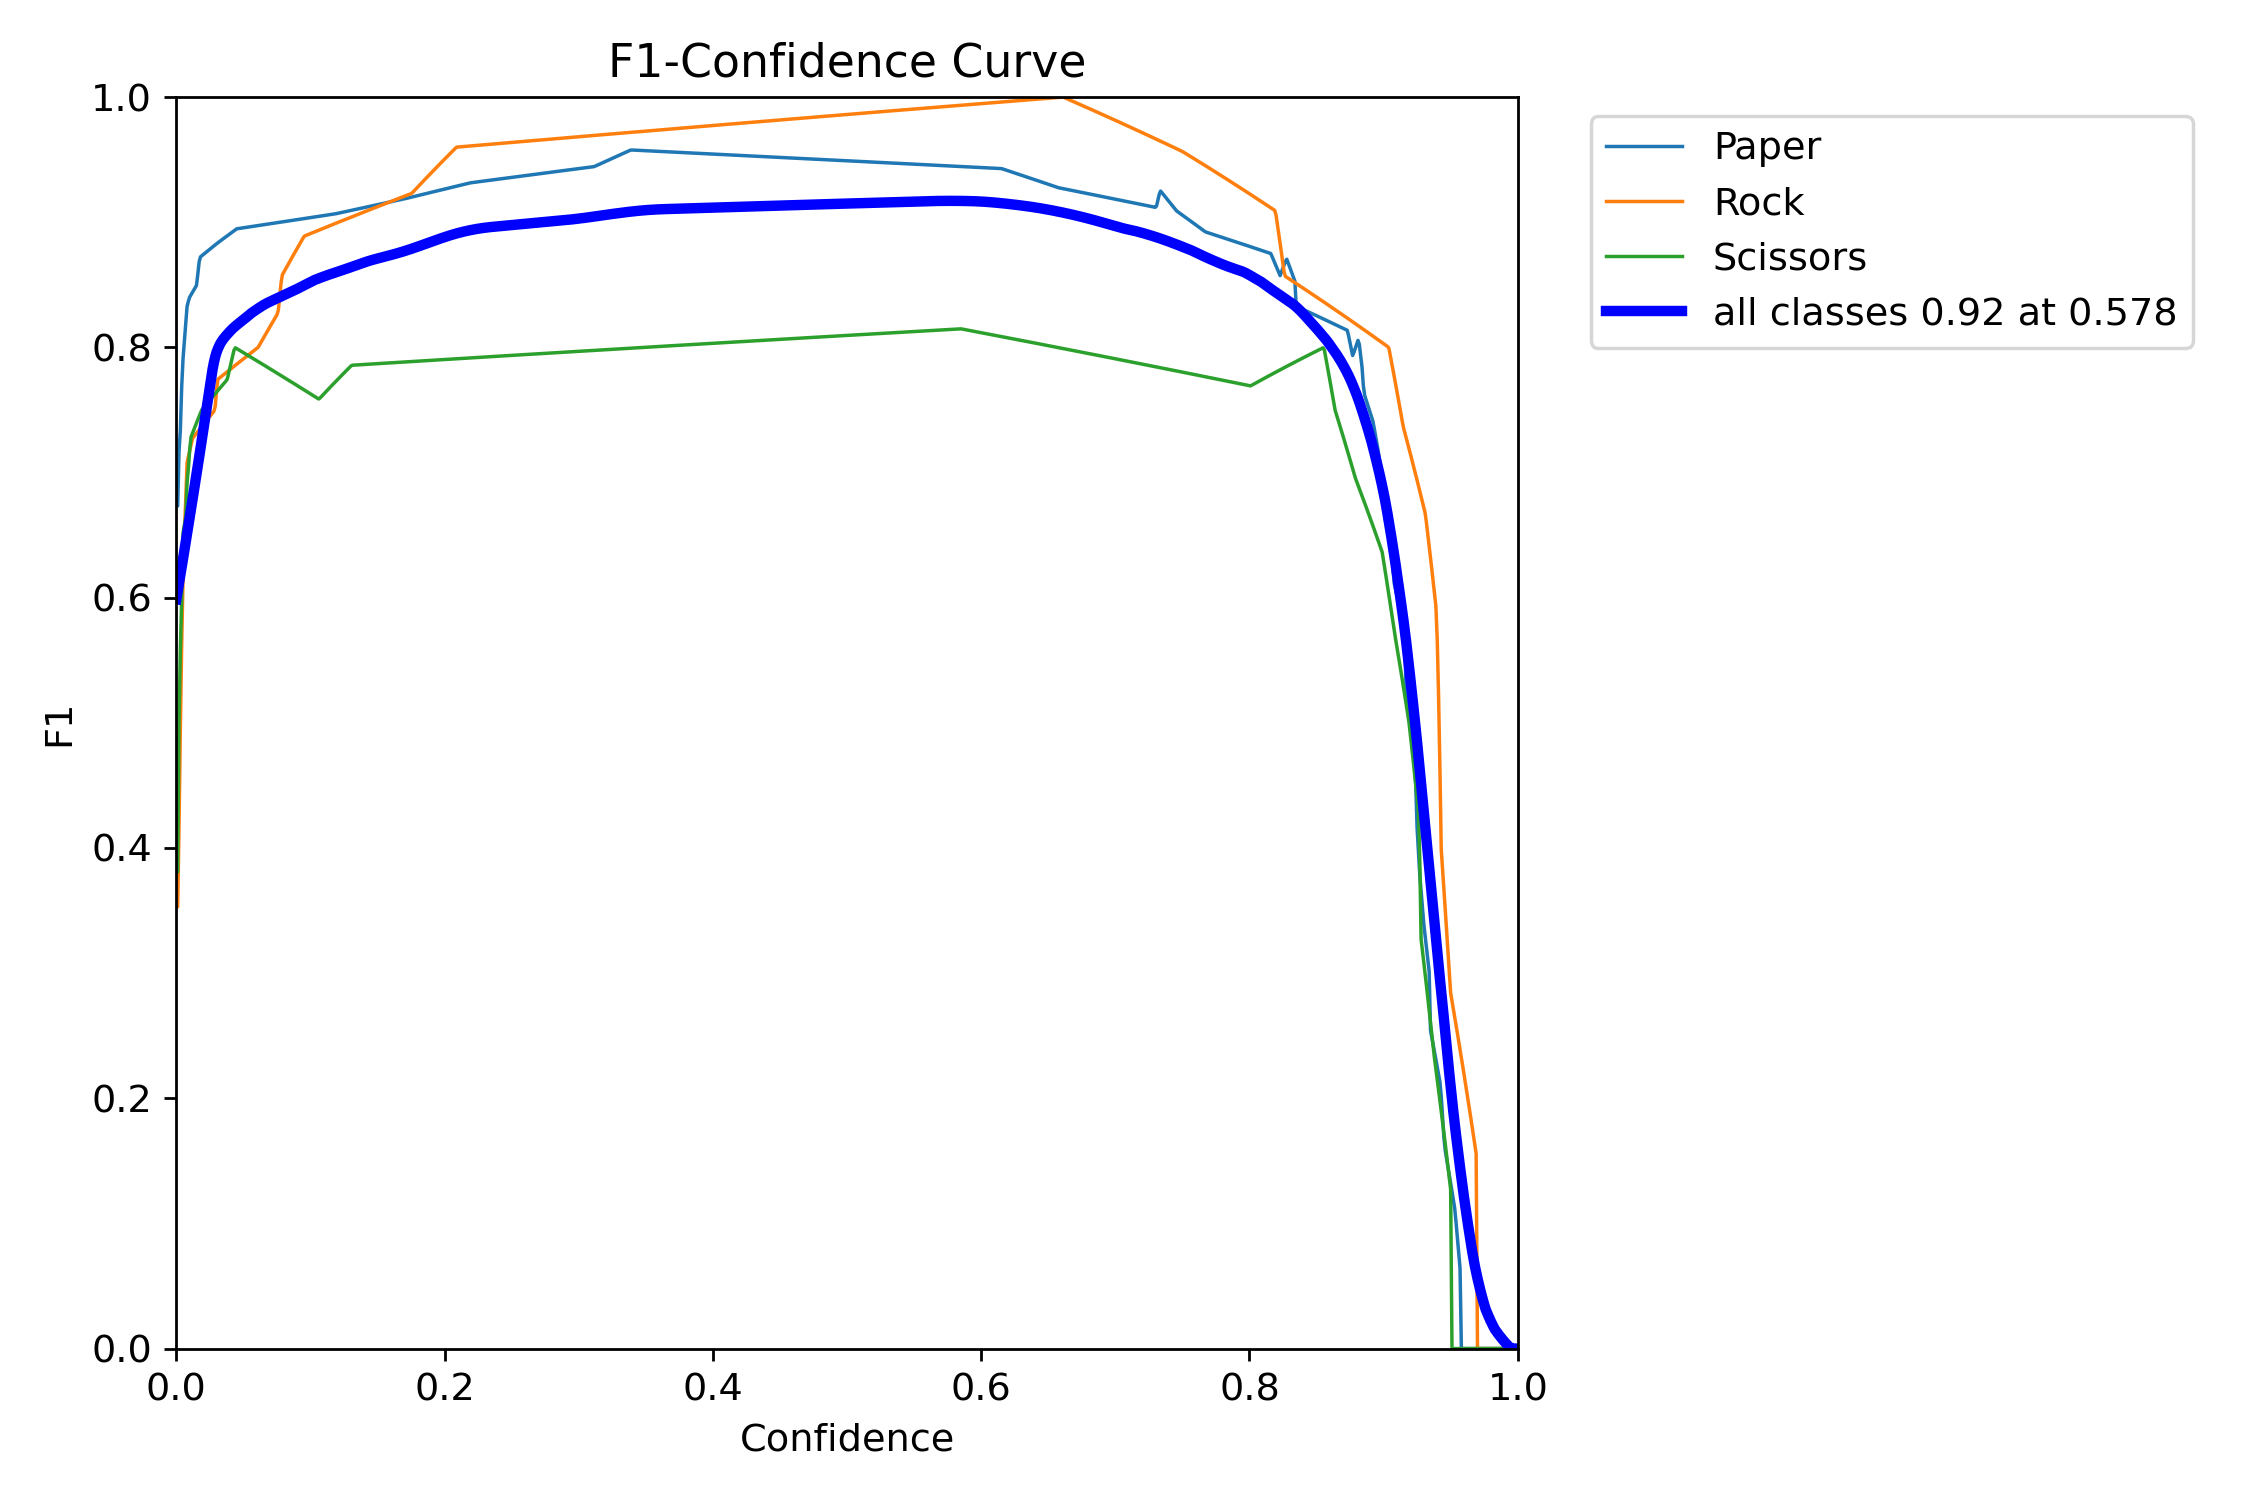 F1-Confidence Curve
1.0
0.8
0.6
0.4
0.2
0.0
F1
0.0 0.2 0.4 0.6 0.8 1.0
Confidence
Paper
Rock
Scissors
all classes 0.92 at 0.578